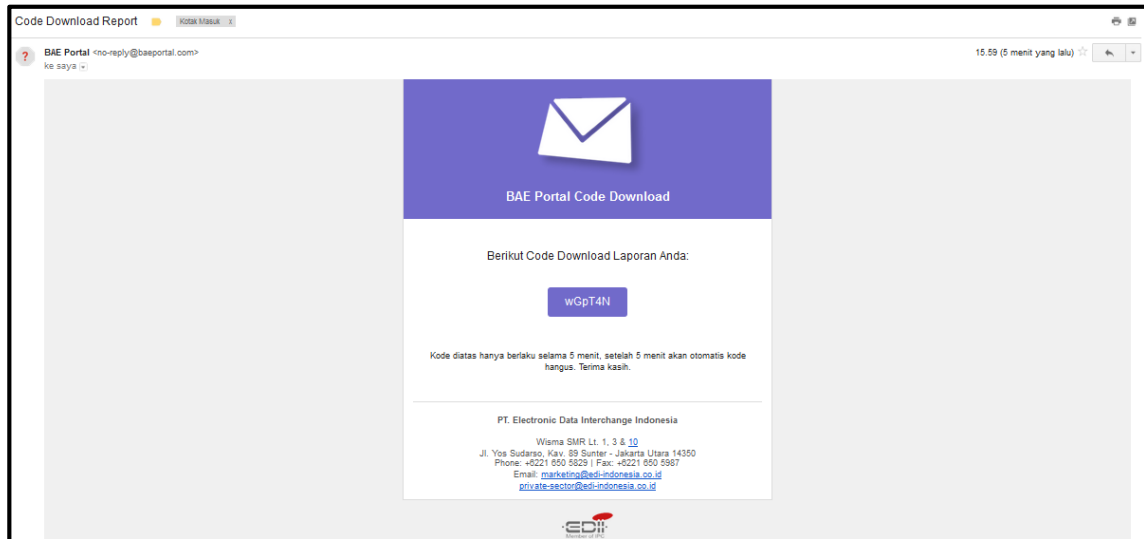 Code Download Report
Kotak Masuk x
BAE Portal <no-reply@baeportal.com>
15.59 (5 menit yang lalu)
ke saya
BAE Portal Code Download
Berikut Code Download Laporan Anda:
wGpT4N
Kode diatas hanya berlaku selama 5 menit, setelah 5 menit akan otomatis kode
hangus. Terima kasih.
PT. Electronic Data Interchange Indonesia
Wisma SMR Lt. 1, 3 & 10
Jl. Yos Sudarso, Kav. 89 Sunter - Jakarta Utara 14350
Phone: +6221 650 5829 | Fax: +6221 650 5987
Email: marketing@edi-indonesia.co.id
private-sector@edi-indonesia.co.id
EDII
Member of IPC